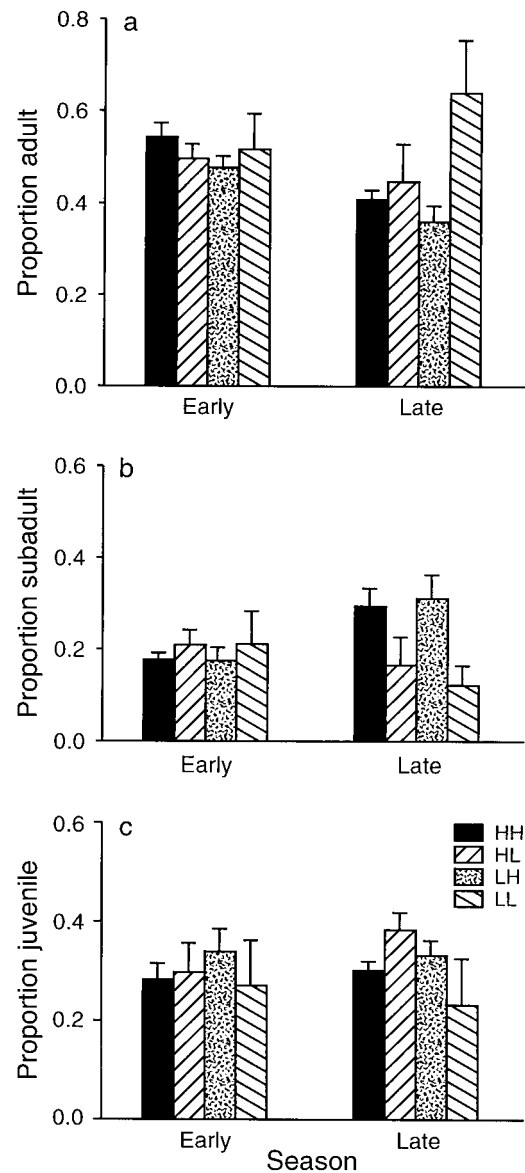 a
0.8
0.6
0.4
0.2
0.0
Proportion adult
Early
Late
b
0.6
0.4
0.2
0.0
Proportion subadult
Early
Late
c
0.6
0.4
0.2
0.0
Proportion juvenile
HH
HL
LH
LL
Early
Late
Season